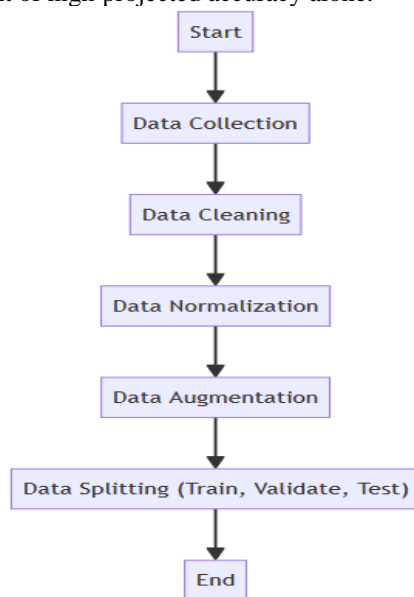 of high projected accuracy alone.
Start
Data Collection
Data Cleaning
Data Normalization
Data Augmentation
Data Splitting (Train, Validate, Test)
End